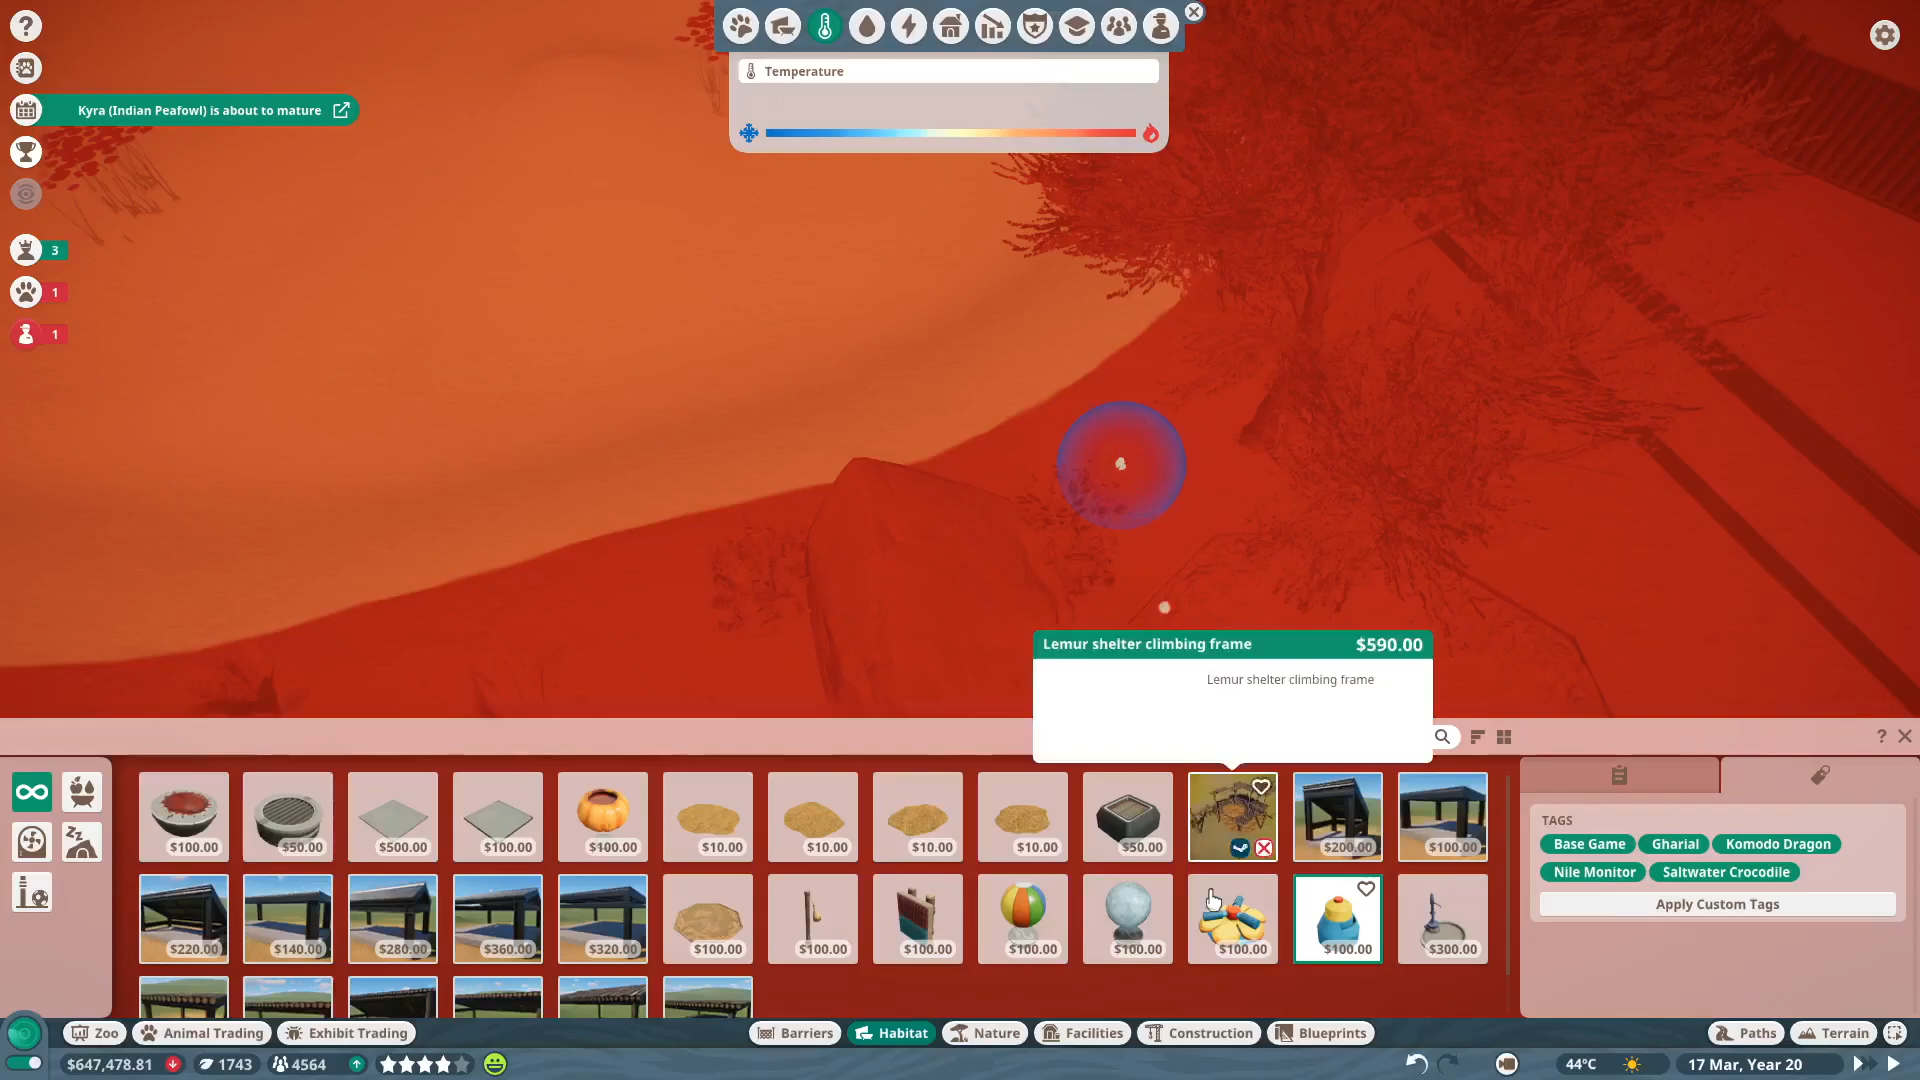 Temperature
Kyra (Indian Peafowl) is about to mature
3
1
1
Lemur shelter climbing frame $590.00
Lemur shelter climbing frame
$100.00 $50.00 $500.00 $100.00 $100.00 $10.00 $10.00 $10.00 $10.00 $50.00 $200.00 $100.00
$220.00 $140.00 $280.00 $360.00 $320.00 $100.00 $100.00 $100.00 $100.00 $100.00 $100.00 $100.00 $300.00
TAGS
Base Game Gharial Komodo Dragon
Nile Monitor Saltwater Crocodile
Apply Custom Tags
Zoo Animal Trading Exhibit Trading Barriers Habitat Nature Facilities Construction Blueprints Paths Terrain
$647,478.81 1743 4564 44°C 17 Mar, Year 20